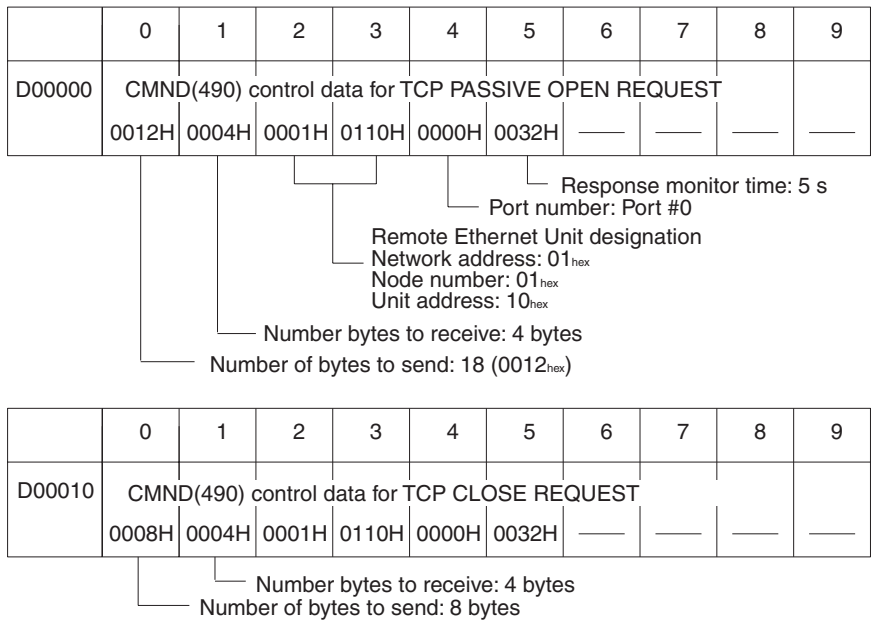 0 1 2 3 4 5 6 7 8 9
D00000 CMND(490) control data for TCP PASSIVE OPEN REQUEST
0012H 0004H 0001H 0110H 0000H 0032H — — — —
Response monitor time: 5 s
Port number: Port #0
Remote Ethernet Unit designation
Network address: 01hex
Node number: 01hex
Unit address: 10hex
Number bytes to receive: 4 bytes
Number of bytes to send: 18 (0012hex)
0 1 2 3 4 5 6 7 8 9
D00010 CMND(490) control data for TCP CLOSE REQUEST
0008H 0004H 0001H 0110H 0000H 0032H — — — —
Number bytes to receive: 4 bytes
Number of bytes to send: 8 bytes